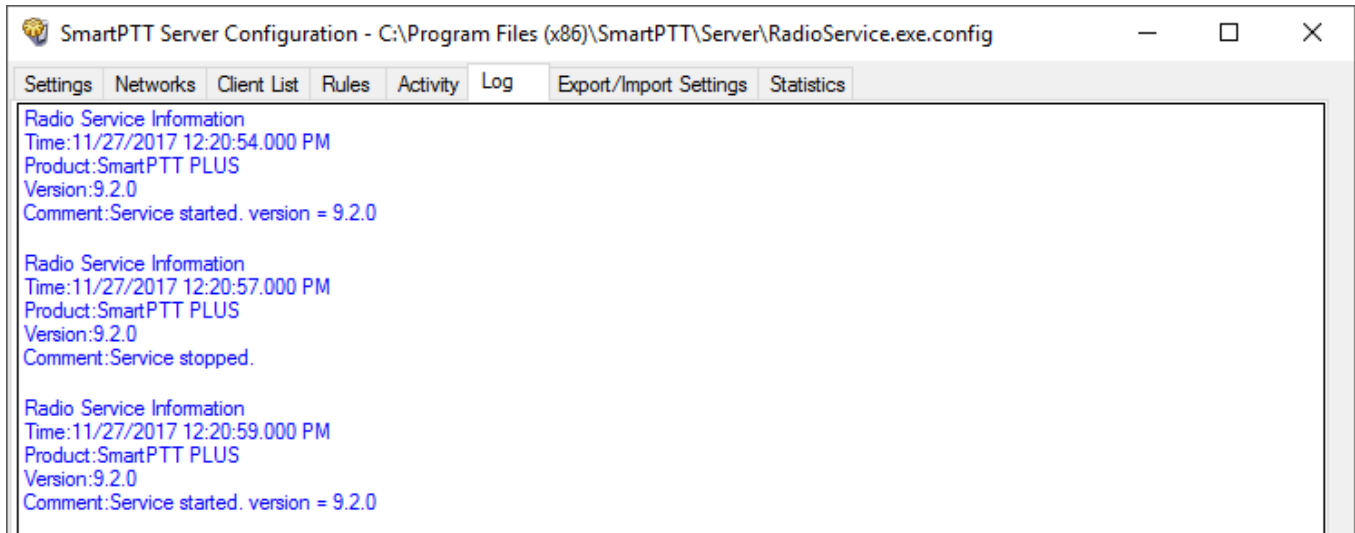 SmartPTT Server Configuration - C:\Program Files (x86)\SmartPTT\Server\RadioService.exe.config
Settings Networks Client List Rules Activity Log Export/Import Settings Statistics
Radio Service Information
Time:11/27/2017 12:20:54.000 PM
Product:SmartPTT PLUS
Version:9.2.0
Comment:Service started. version = 9.2.0
Radio Service Information
Time:11/27/2017 12:20:57.000 PM
Product:SmartPTT PLUS
Version:9.2.0
Comment:Service stopped.
Radio Service Information
Time:11/27/2017 12:20:59.000 PM
Product:SmartPTT PLUS
Version:9.2.0
Comment:Service started. version = 9.2.0